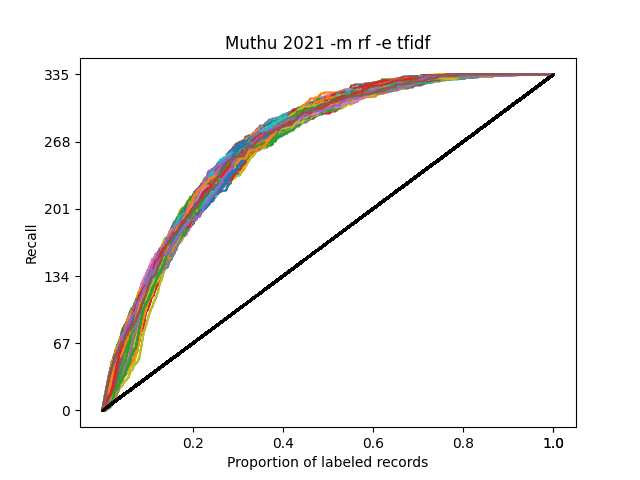 Muthu 2021 -m rf -e tfidf
335
268
201
134
67
0
Recall
0.2 0.4 0.6 0.8 1.0
Proportion of labeled records